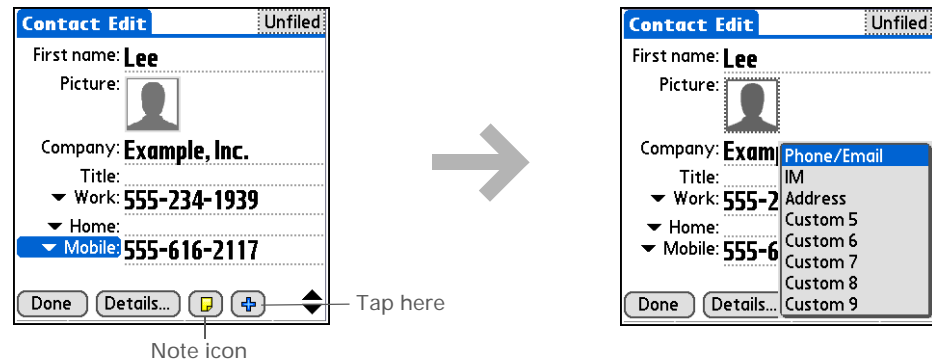 Contact Edit Unfiled
First name: Lee
Picture:
Company: Example, Inc.
Title:
Work: 555-234-1939
Home:
Mobile: 555-616-2117
Done Details...
Tap here
Note icon
Contact Edit Unfiled
First name: Lee
Picture:
Company: Exam
Title:
Work: 555-2
Home:
Mobile: 555-6
Done Details...
Phone/Email
IM
Address
Custom 5
Custom 6
Custom 7
Custom 8
Custom 9